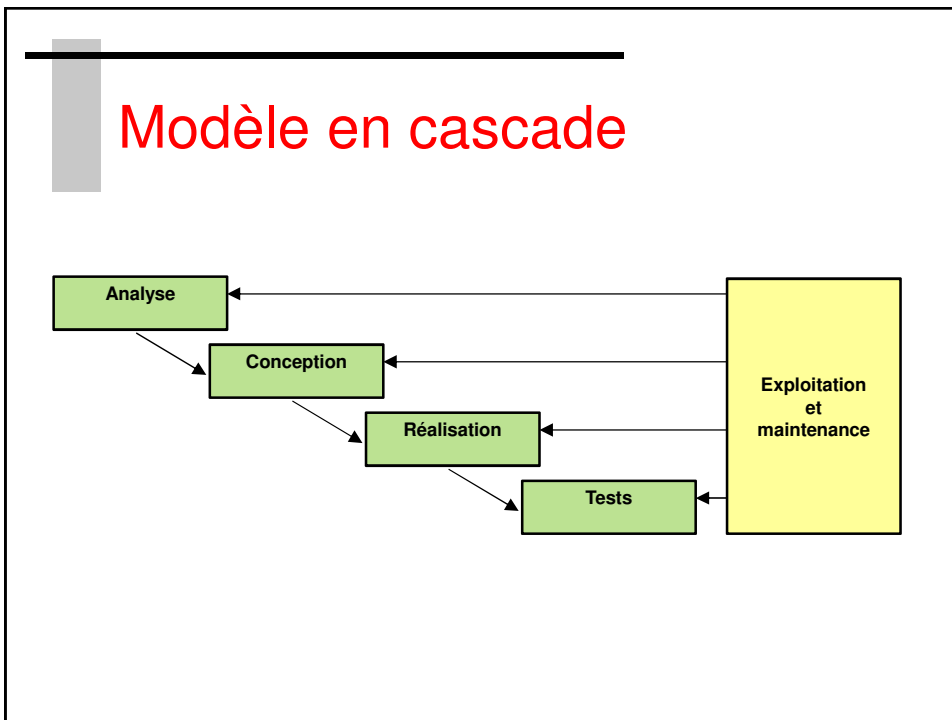 Modèle en cascade
Analyse
Conception
Réalisation
Tests
Exploitation
et
maintenance